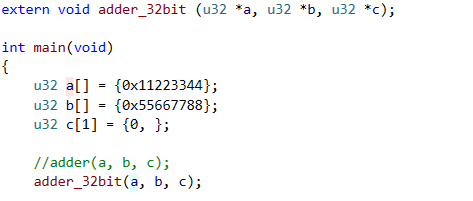 extern void adder_32bit (u32 *a, u32 *b, u32 *c);
int main(void)
{
    u32 a[] = {0x11223344};
    u32 b[] = {0x55667788};
    u32 c[1] = {0, };
    //adder(a, b, c);
    adder_32bit(a, b, c);